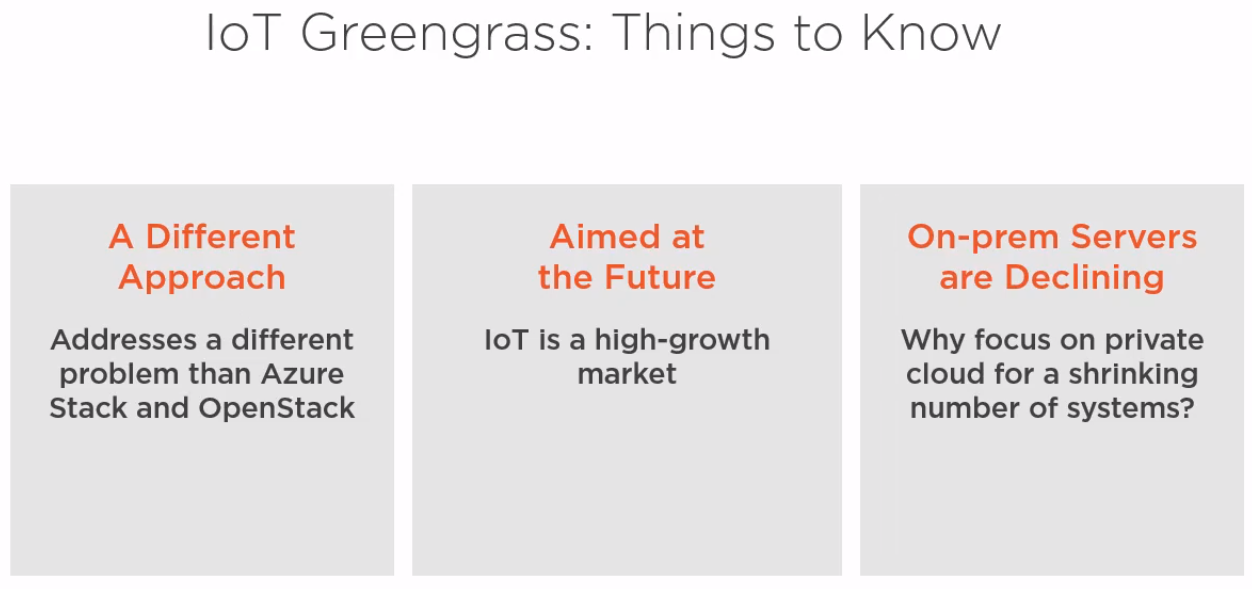 IoT Greengrass: Things to Know
A Different
Approach
Addresses a different
problem than Azure
Stack and OpenStack
Aimed at
the Future
IoT is a high-growth
market
On-prem Servers
are Declining
Why focus on private
cloud for a shrinking
number of systems?